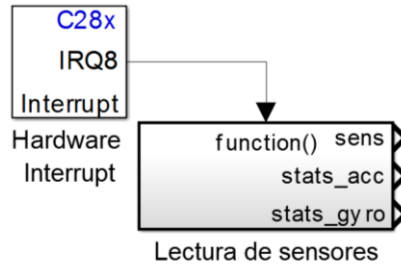 C28x
IRQ8
Interrupt
Hardware
Interrupt
function() sens
stats_acc
stats_gyro
Lectura de sensores